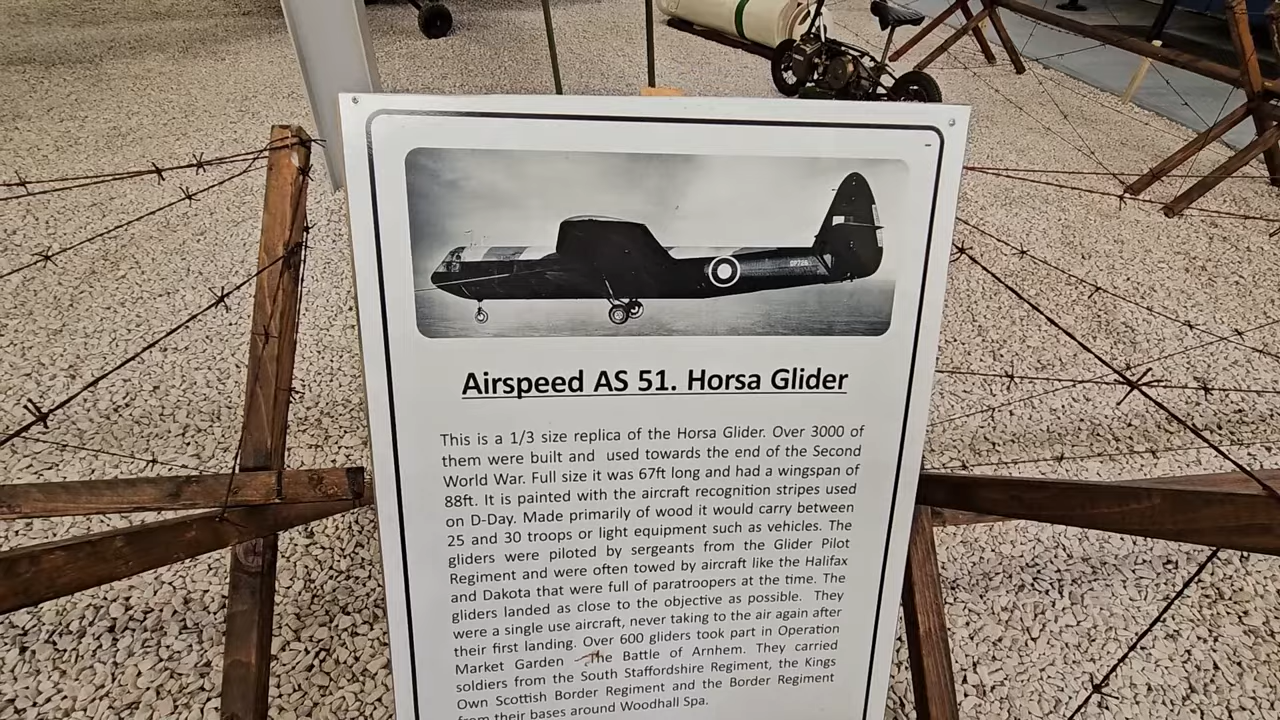 DP726
Airspeed AS 51. Horsa Glider
This is a 1/3 size replica of the Horsa Glider. Over 3000 of
them were built and used towards the end of the Second
World War. Full size it was 67ft long and had a wingspan of
88ft. It is painted with the aircraft recognition stripes used
on D-Day. Made primarily of wood it would carry between
25 and 30 troops or light equipment such as vehicles. The
gliders were piloted by sergeants from the Glider Pilot
Regiment and were often towed by aircraft like the Halifax
and Dakota that were full of paratroopers at the time. The
gliders landed as close to the objective as possible. They
were a single use aircraft, never taking to the air again after
their first landing. Over 600 gliders took part in Operation
Market Garden – The Battle of Arnhem. They carried
soldiers from the South Staffordshire Regiment, the Kings
Own Scottish Border Regiment and the Border Regiment
from their bases around Woodhall Spa.